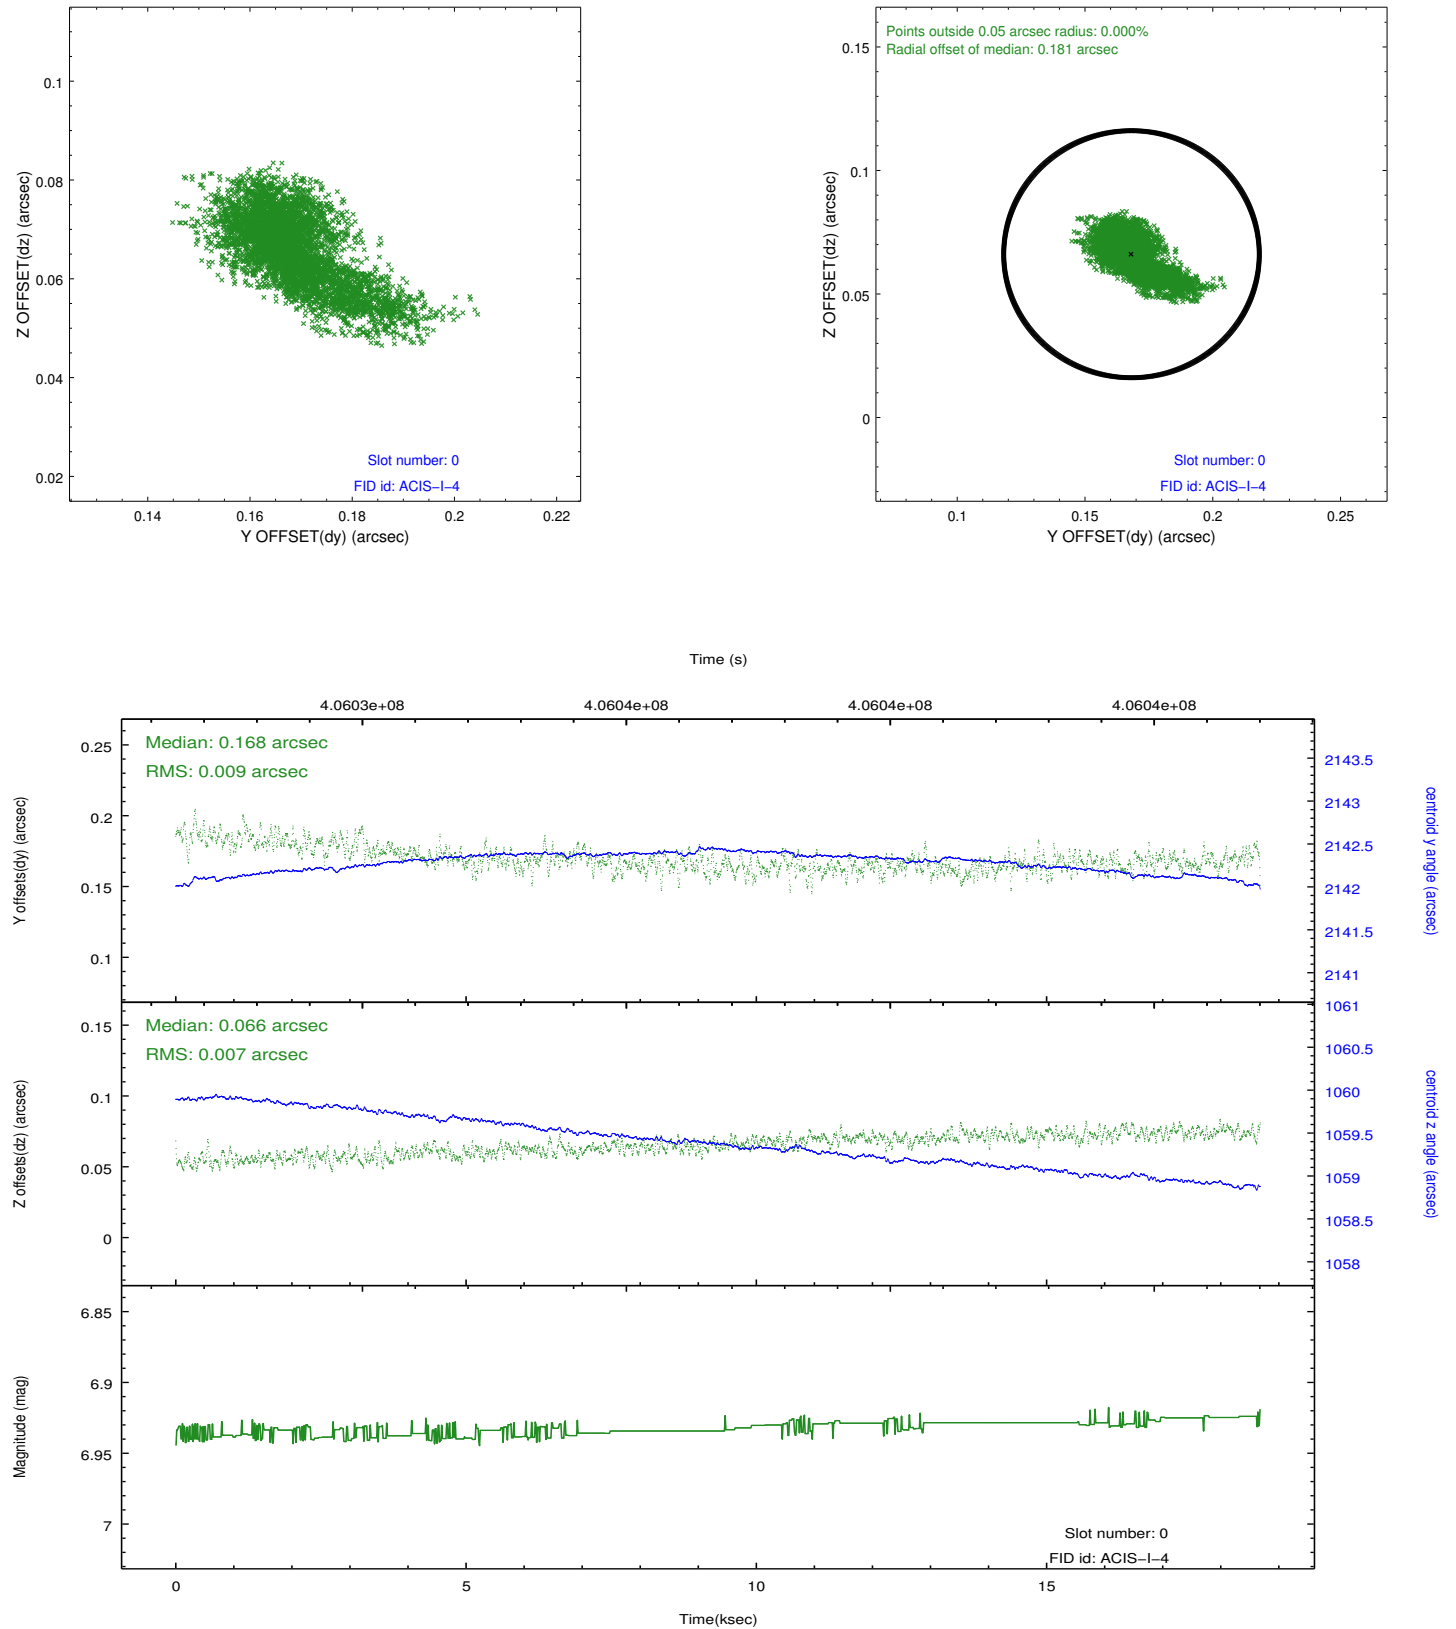 0.1
0.08
0.06
0.04
0.02
Z OFFSET(dz) (arcsec)
Slot number: 0
FID id: ACIS−I−4
0.14 0.16 0.18 0.2 0.22
Y OFFSET(dy) (arcsec)
Points outside 0.05 arcsec radius: 0.000%
Radial offset of median: 0.181 arcsec
0.15
0.1
0.05
0
Z OFFSET(dz) (arcsec)
Slot number: 0
FID id: ACIS−I−4
0.1 0.15 0.2 0.25
Y OFFSET(dy) (arcsec)
Time (s)
4.0603e+08 4.0604e+08 4.0604e+08 4.0604e+08
Median: 0.168 arcsec
RMS: 0.009 arcsec
0.25
0.2
0.15
0.1
Y offsets(dy) (arcsec)
2143.5
2143
2142.5
2142
2141.5
2141
centroid y angle (arcsec)
Median: 0.066 arcsec
RMS: 0.007 arcsec
0.15
0.1
0.05
0
Z offsets(dz) (arcsec)
1061
1060.5
1060
1059.5
1059
1058.5
1058
centroid z angle (arcsec)
6.85
6.9
6.95
7
Magnitude (mag)
Slot number: 0
FID id: ACIS−I−4
0 5 10 15
Time(ksec)